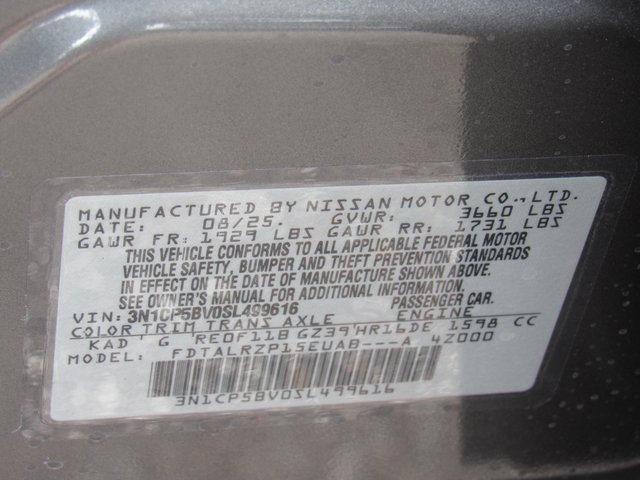 MANUFACTURED BY NISSAN MOTOR CO.,LTD.
DATE: 08/25. GVWR: 3660 LBS
GAWR FR: 1929 LBS GAWR RR: 1731 LBS
THIS VEHICLE CONFORMS TO ALL APPLICABLE FEDERAL MOTOR
VEHICLE SAFETY, BUMPER AND THEFT PREVENTION STANDARDS
IN EFFECT ON THE DATE OF MANUFACTURE SHOWN ABOVE.
SEE OWNER'S MANUAL FOR ADDITIONAL INFORMATION.
VIN: 3N1CP5BV0SL499616 PASSENGER CAR.
COLOR TRIM TRANS AXLE ENGINE
KAD G RE0F11B GZ39 HR16DE 1598 CC
MODEL: FDTALRZP15EUAB---A 4Z000
3N1CP5BV0SL499616